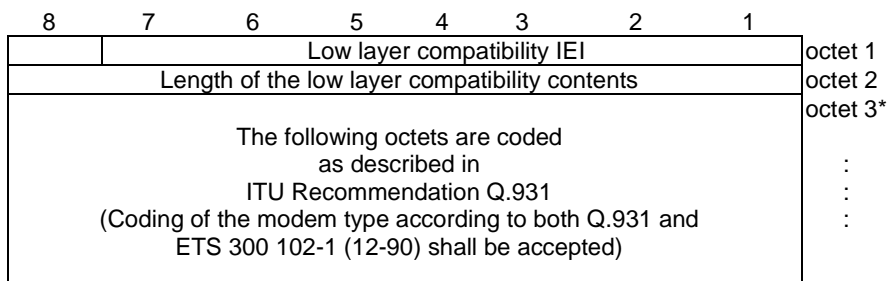 8 7 6 5 4 3 2 1
Low layer compatibility IEI octet 1
Length of the low layer compatibility contents octet 2
octet 3*
The following octets are coded
as described in :
ITU Recommendation Q.931 :
(Coding of the modem type according to both Q.931 and :
ETS 300 102-1 (12-90) shall be accepted)